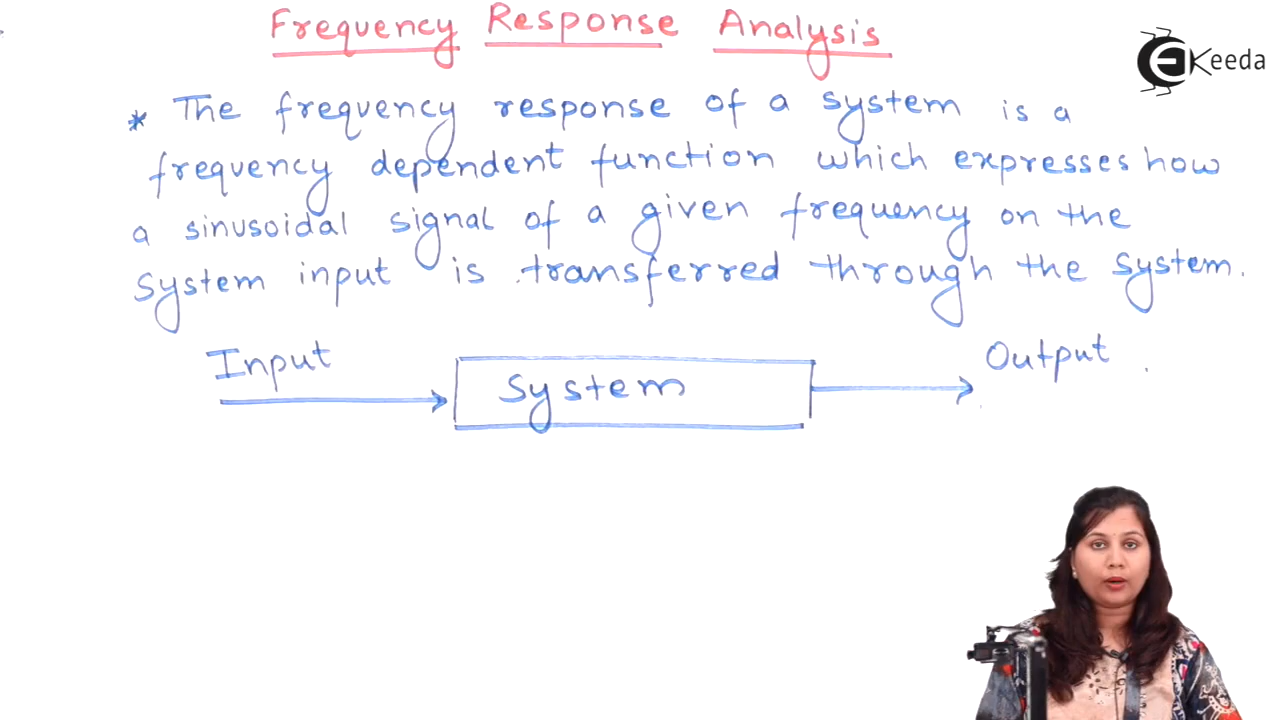 Frequency Response Analysis
EKeeda
* The frequency response of a system is a
frequency dependent function which expresses how
a sinusoidal signal of a given frequency on the
system input is transferred through the system.
Input
System
Output